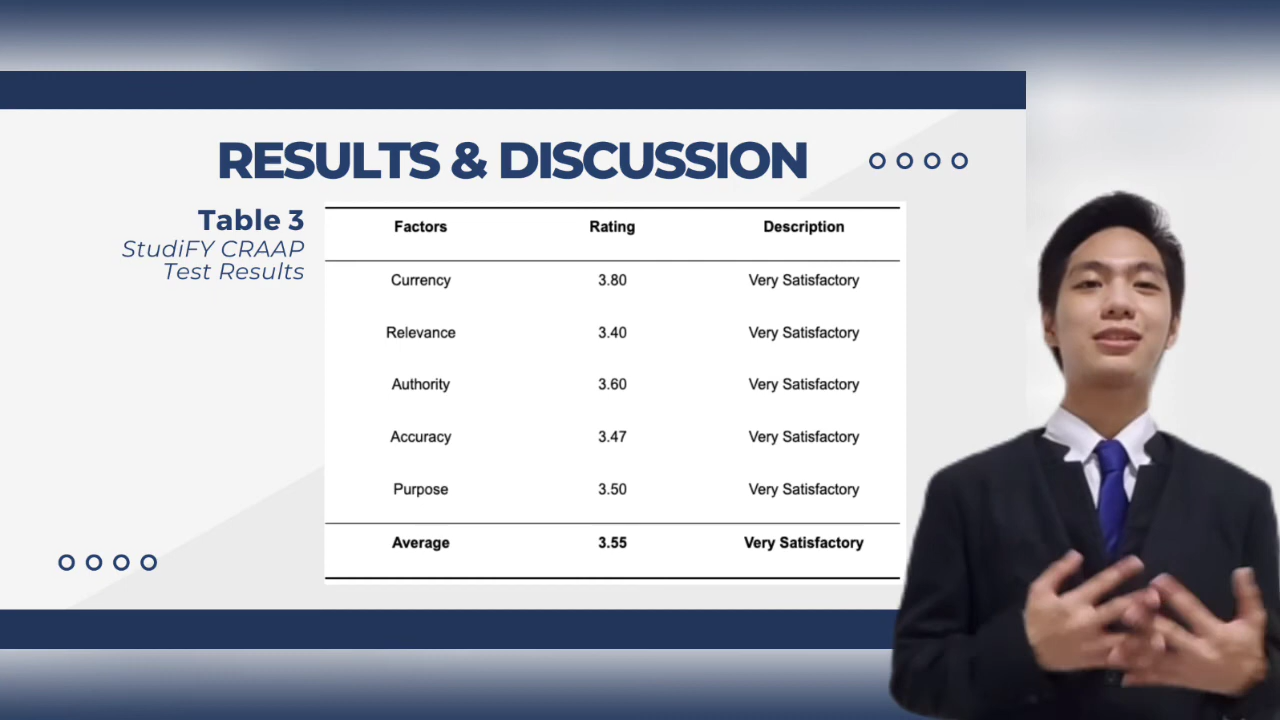 RESULTS & DISCUSSION
Table 3
StudiFY CRAAP
Test Results
Factors Rating Description
Currency 3.80 Very Satisfactory
Relevance 3.40 Very Satisfactory
Authority 3.60 Very Satisfactory
Accuracy 3.47 Very Satisfactory
Purpose 3.50 Very Satisfactory
Average 3.55 Very Satisfactory